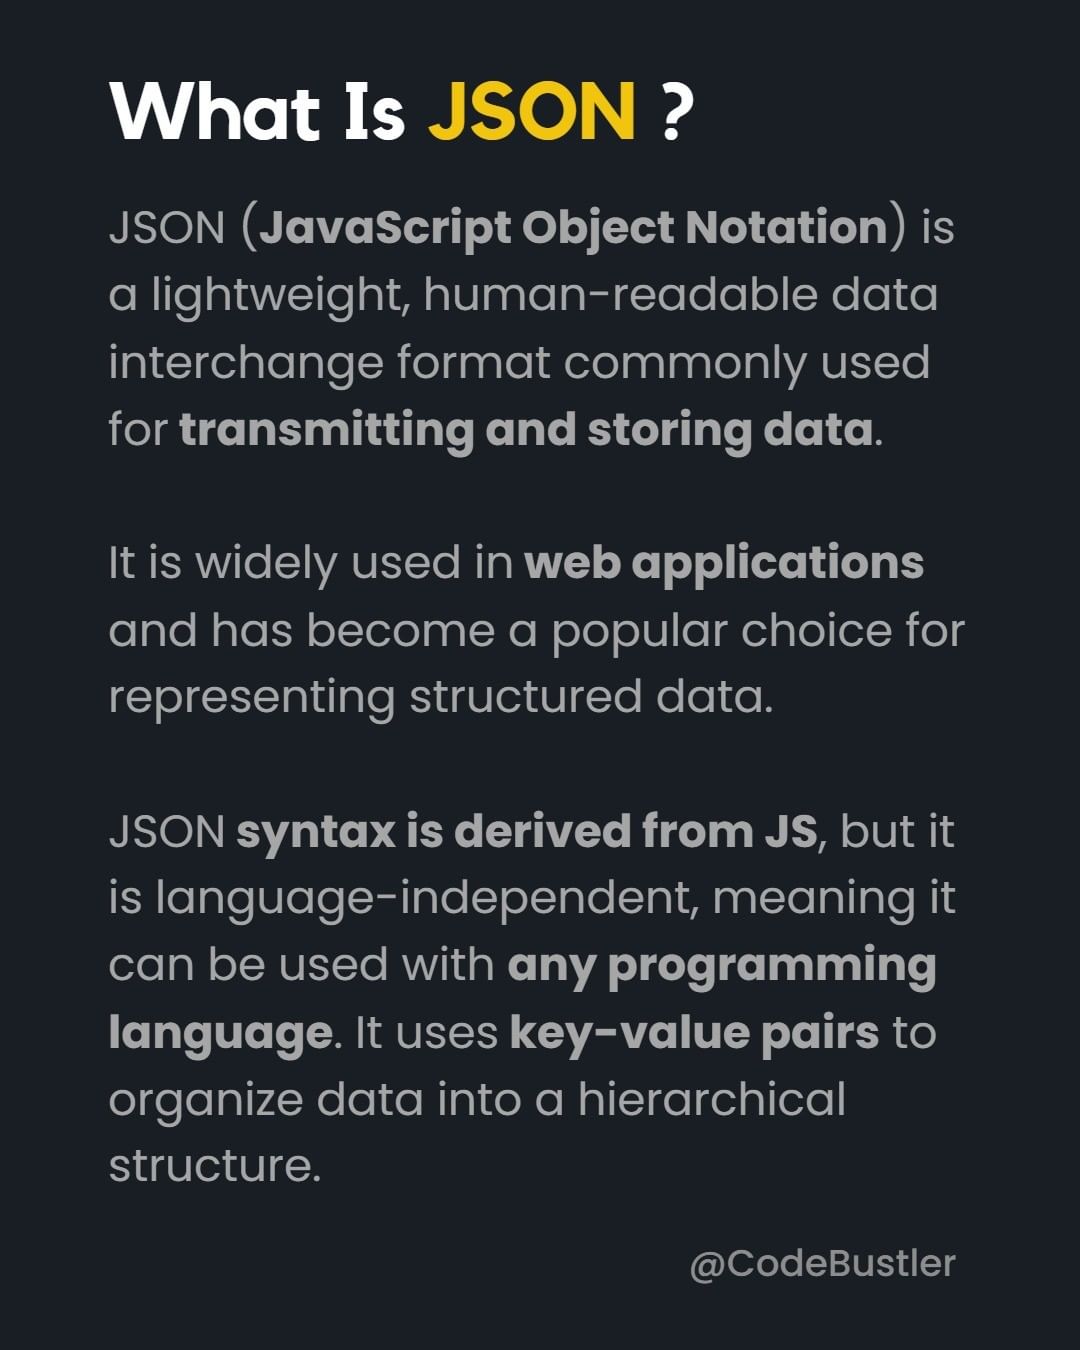 What Is JSON ?
JSON (JavaScript Object Notation) is
a lightweight, human-readable data
interchange format commonly used
for transmitting and storing data.
It is widely used in web applications
and has become a popular choice for
representing structured data.
JSON syntax is derived from JS, but it
is language-independent, meaning it
can be used with any programming
language. It uses key-value pairs to
organize data into a hierarchical
structure.
@CodeBustler